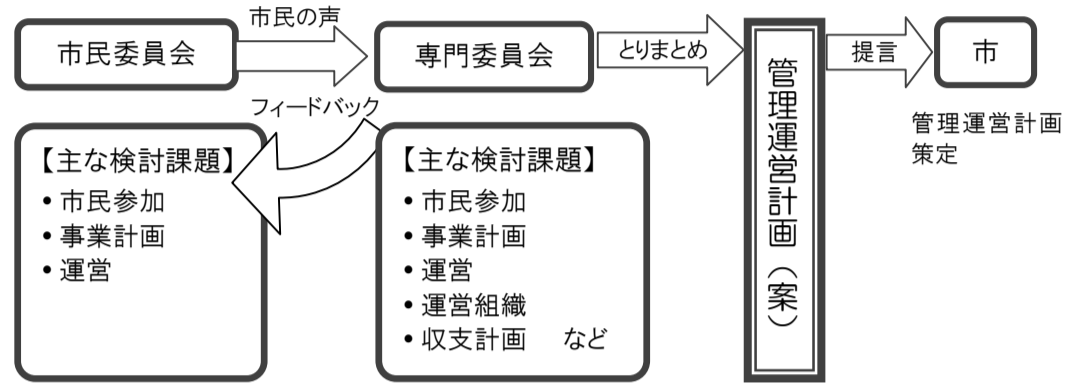 市民委員会
市民の声
専門委員会
とりまとめ
管理運営計画（案）
提言
市
管理運営計画
策定
フィードバック
【主な検討課題】
• 市民参加
• 事業計画
• 運営
【主な検討課題】
• 市民参加
• 事業計画
• 運営
• 運営組織
• 収支計画　など